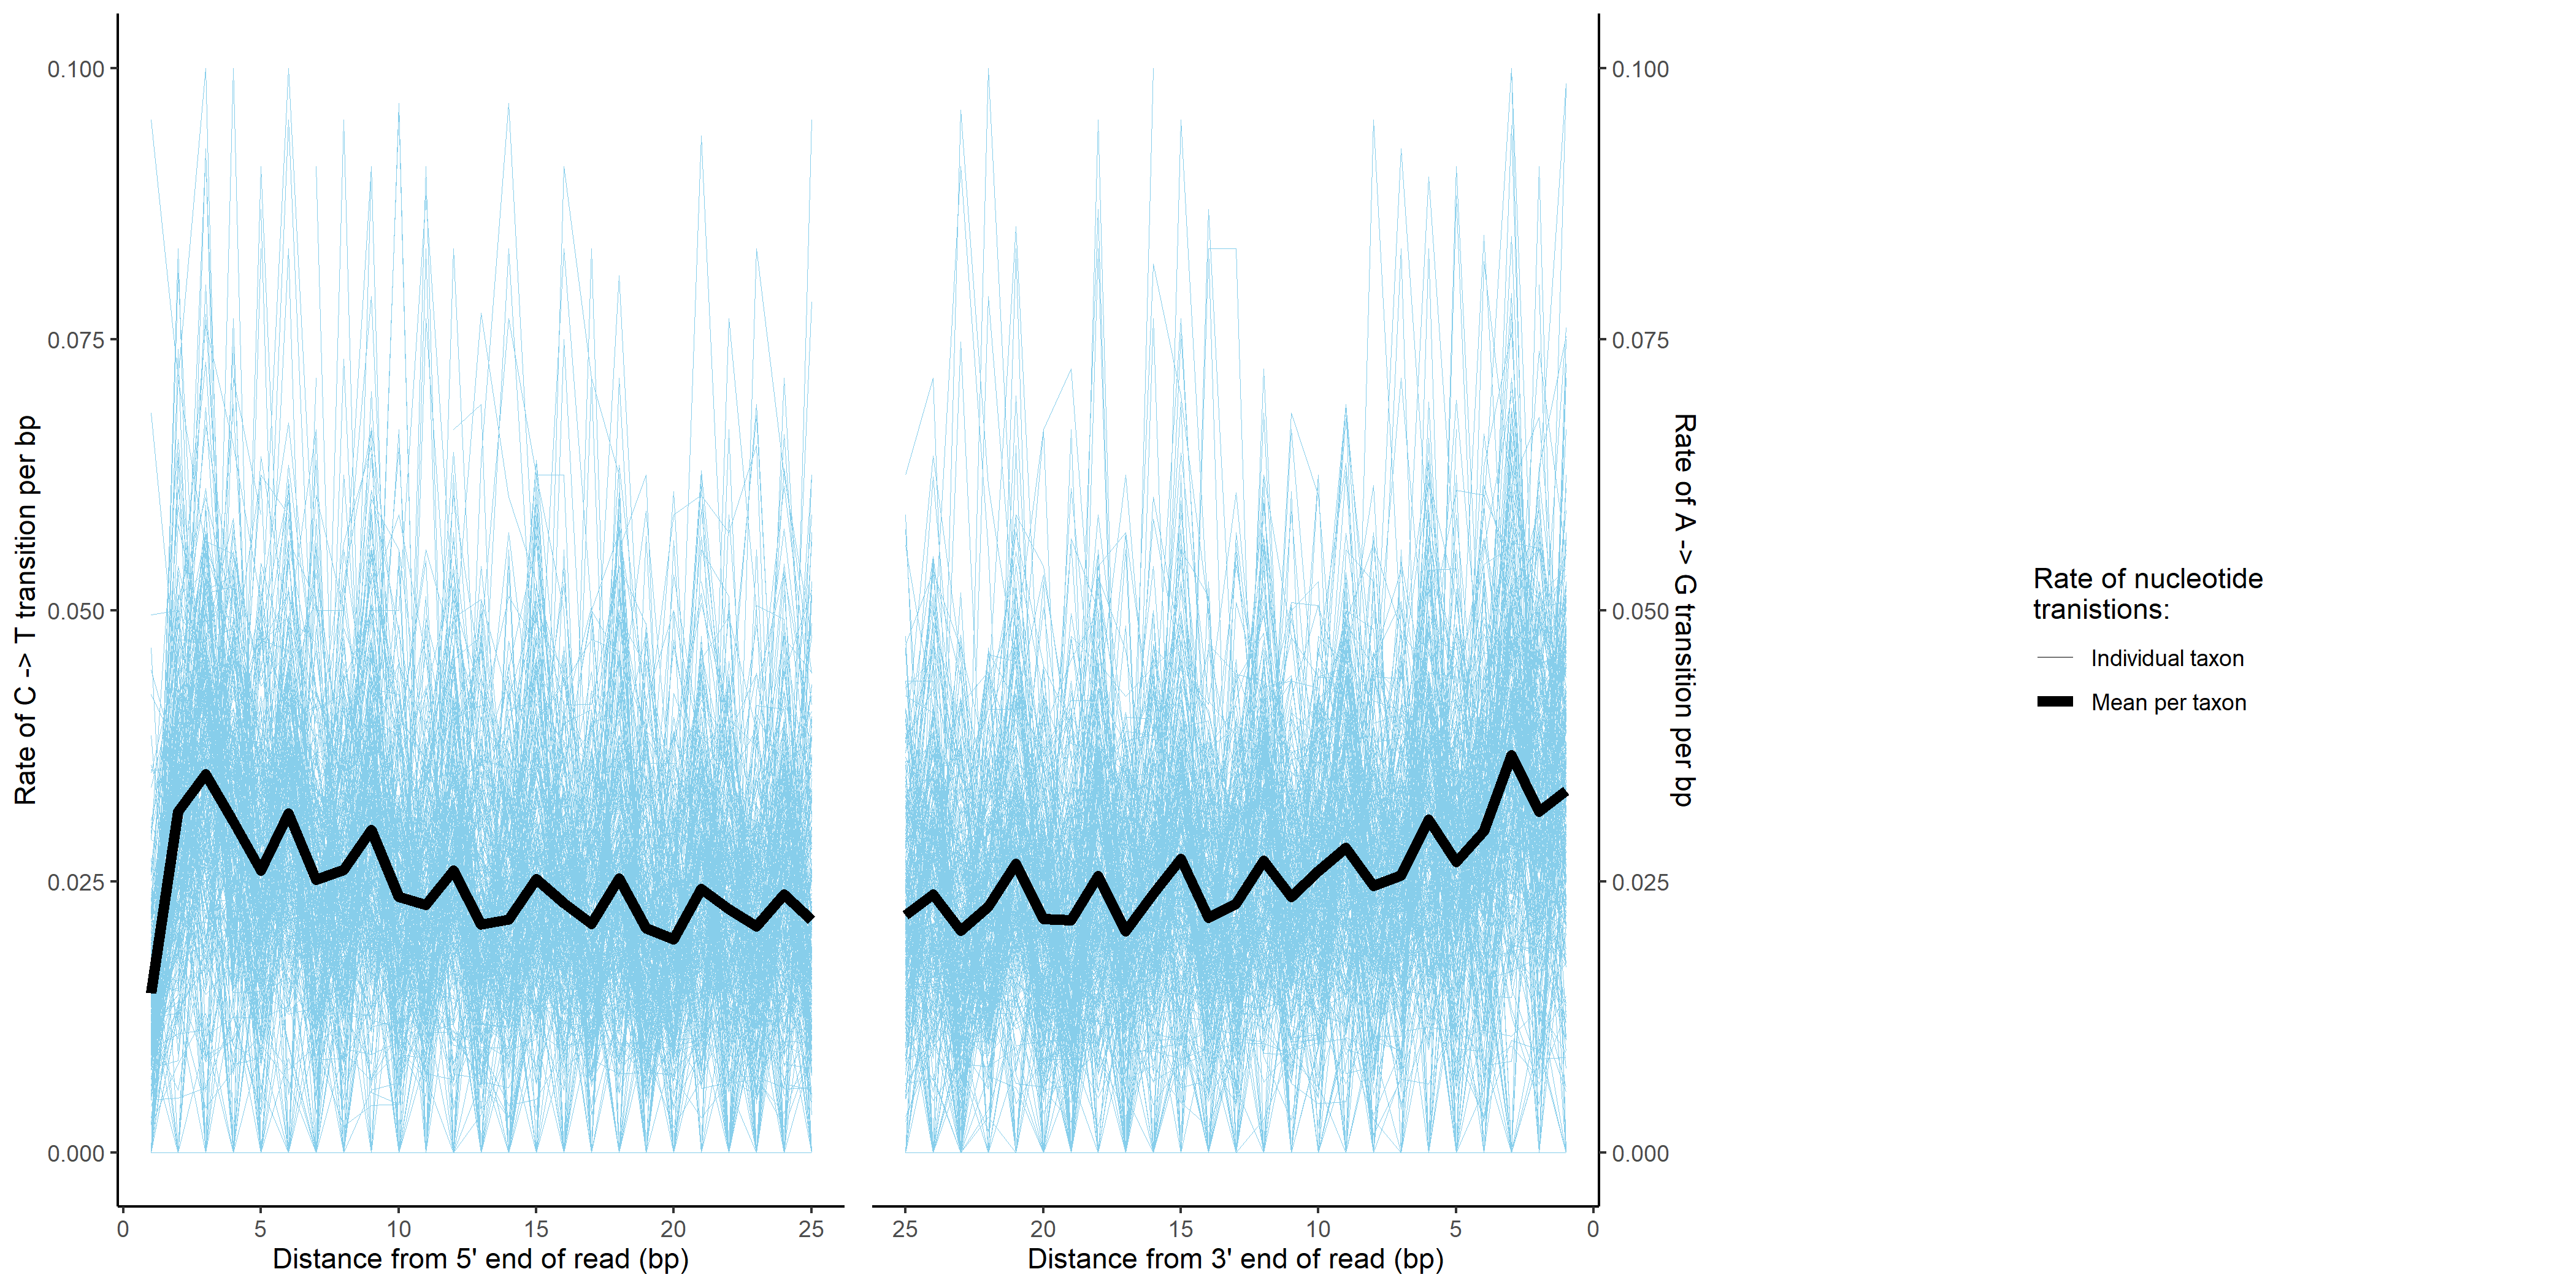 Rate of C -> T transition per bp
0.100
0.075
0.050
0.025
0.000
0 5 10 15 20 25
Distance from 5' end of read (bp)
25 20 15 10 5 0
Distance from 3' end of read (bp)
0.100
0.075
0.050
0.025
0.000
Rate of A -> G transition per bp
Rate of nucleotide
tranistions:
Individual taxon
Mean per taxon